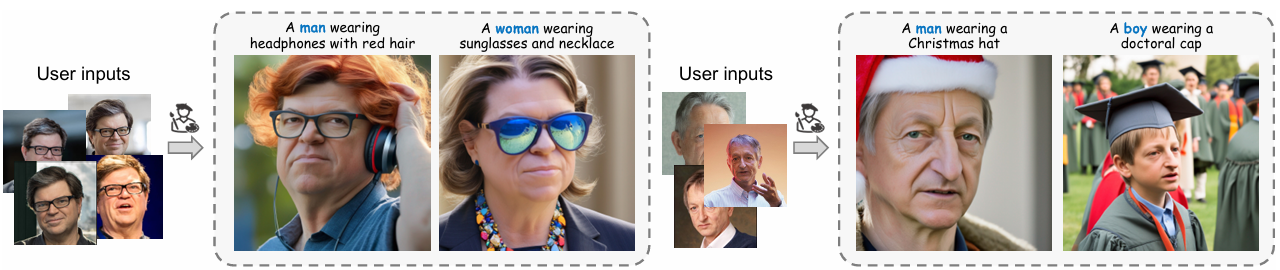 User inputs
A man wearing
headphones with red hair
A woman wearing
sunglasses and necklace
User inputs
A man wearing a
Christmas hat
A boy wearing a
doctoral cap